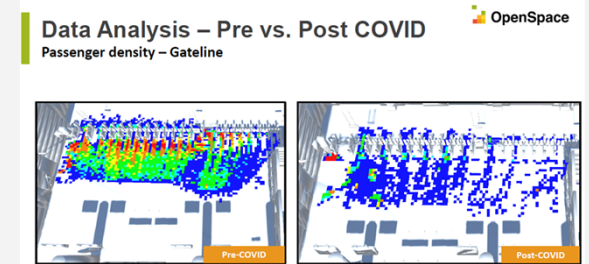 Data Analysis – Pre vs. Post COVID
OpenSpace
Passenger density – Gateline
Pre-COVID
Post-COVID